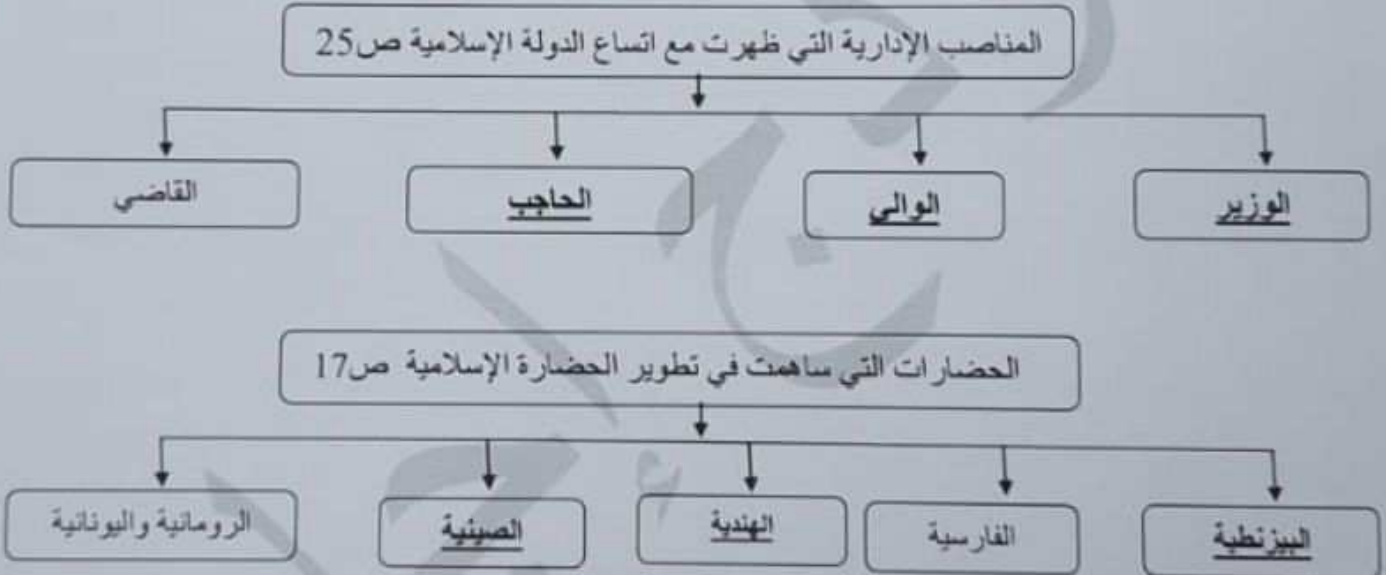 المناصب الإدارية التي ظهرت مع اتساع الدولة الإسلامية ص25
الوزير
الوالي
الحاجب
القاضي
الحضارات التي ساهمت في تطوير الحضارة الإسلامية ص17
البيزنطية
الفارسية
الهندية
الصينية
الرومانية واليونانية